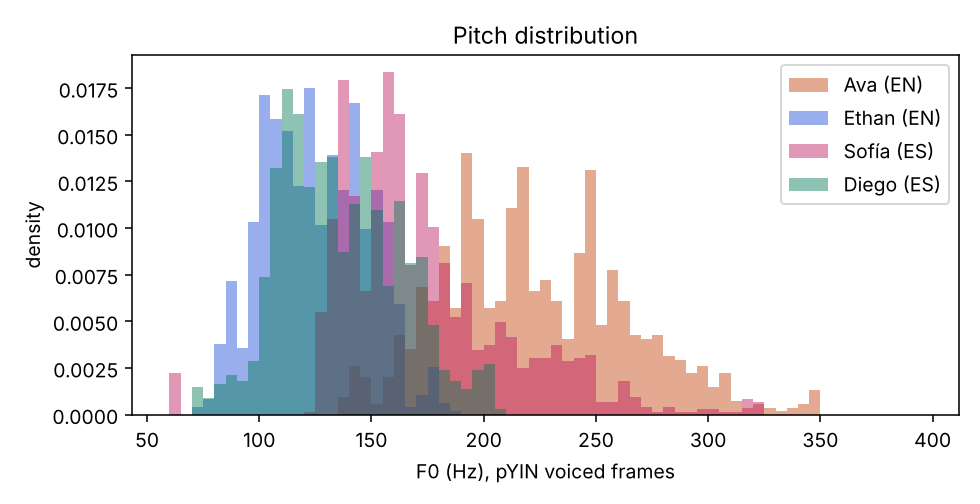 Pitch distribution
Ava (EN)
Ethan (EN)
Sofía (ES)
Diego (ES)
density
0.0175
0.0150
0.0125
0.0100
0.0075
0.0050
0.0025
0.0000
50 100 150 200 250 300 350 400
F0 (Hz), pYIN voiced frames